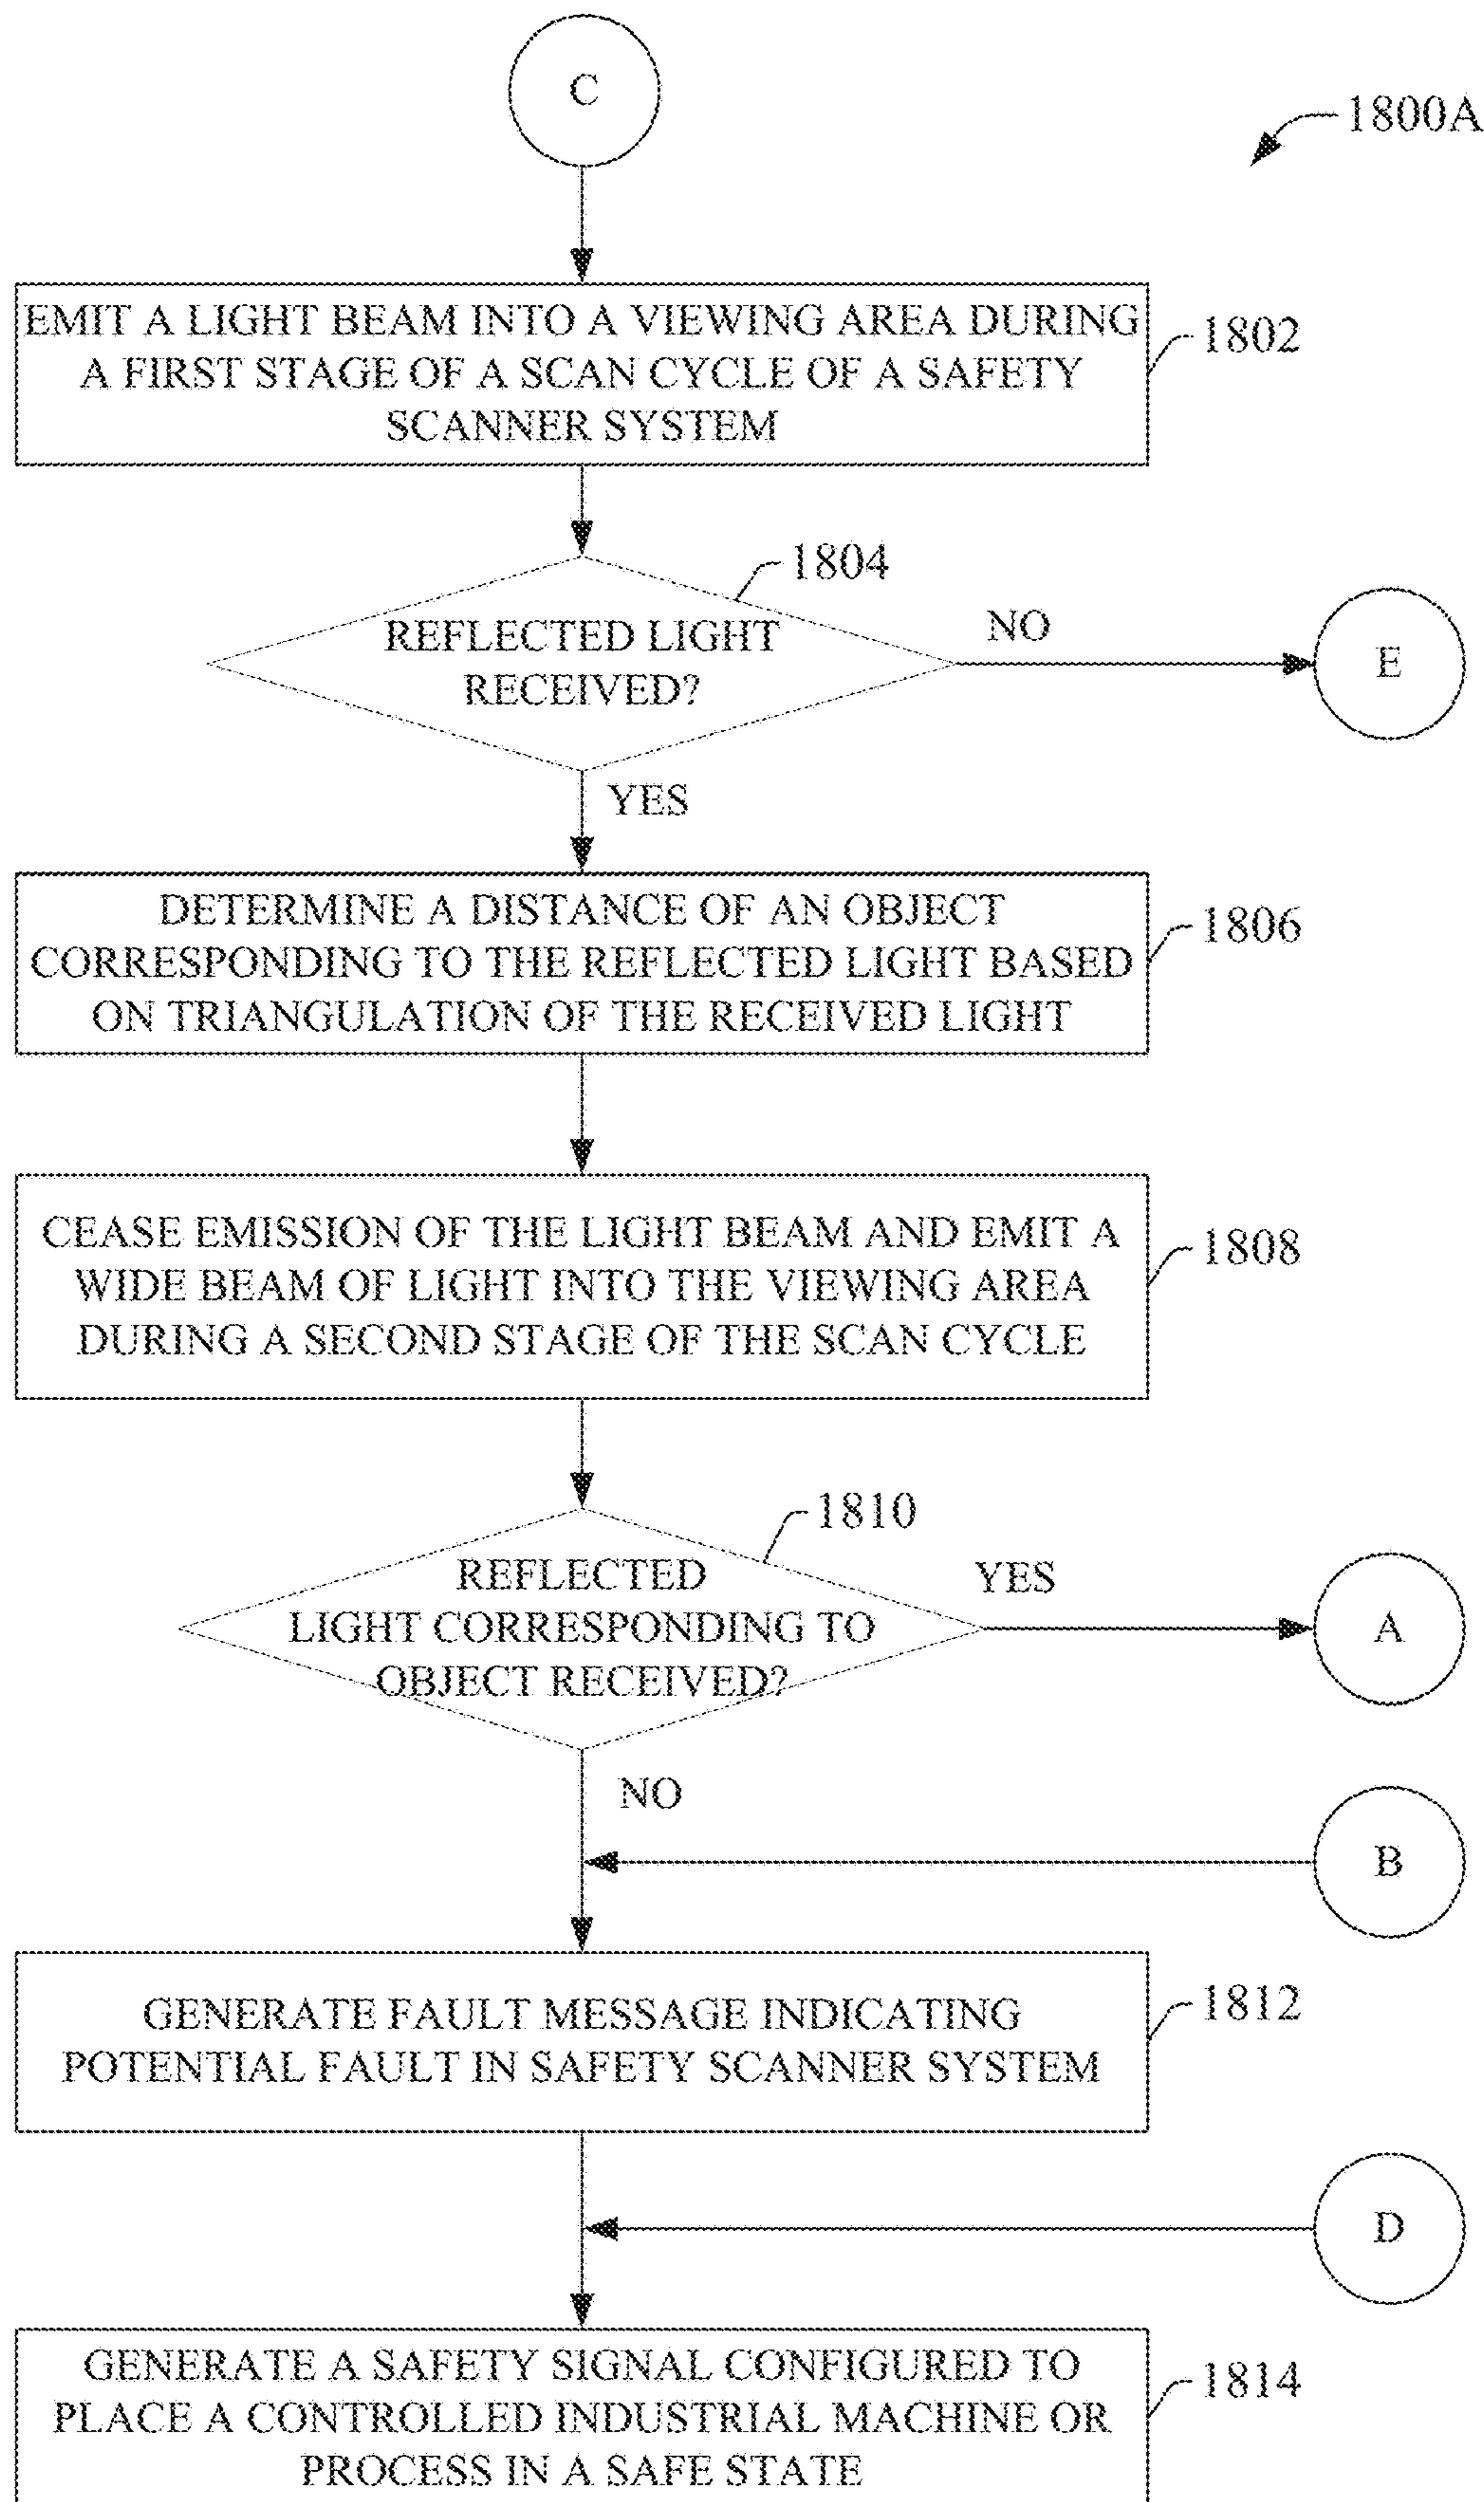 C
1800A
EMIT A LIGHT BEAM INTO A VIEWING AREA DURING
A FIRST STAGE OF A SCAN CYCLE OF A SAFETY
SCANNER SYSTEM
1802
1804
REFLECTED LIGHT
RECEIVED?
NO
E
YES
DETERMINE A DISTANCE OF AN OBJECT
CORRESPONDING TO THE REFLECTED LIGHT BASED
ON TRIANGULATION OF THE RECEIVED LIGHT
1806
CEASE EMISSION OF THE LIGHT BEAM AND EMIT A
WIDE BEAM OF LIGHT INTO THE VIEWING AREA
DURING A SECOND STAGE OF THE SCAN CYCLE
1808
1810
REFLECTED
LIGHT CORRESPONDING TO
OBJECT RECEIVED?
YES
A
NO
B
GENERATE FAULT MESSAGE INDICATING
POTENTIAL FAULT IN SAFETY SCANNER SYSTEM
1812
D
GENERATE A SAFETY SIGNAL CONFIGURED TO
PLACE A CONTROLLED INDUSTRIAL MACHINE OR
PROCESS IN A SAFE STATE
1814